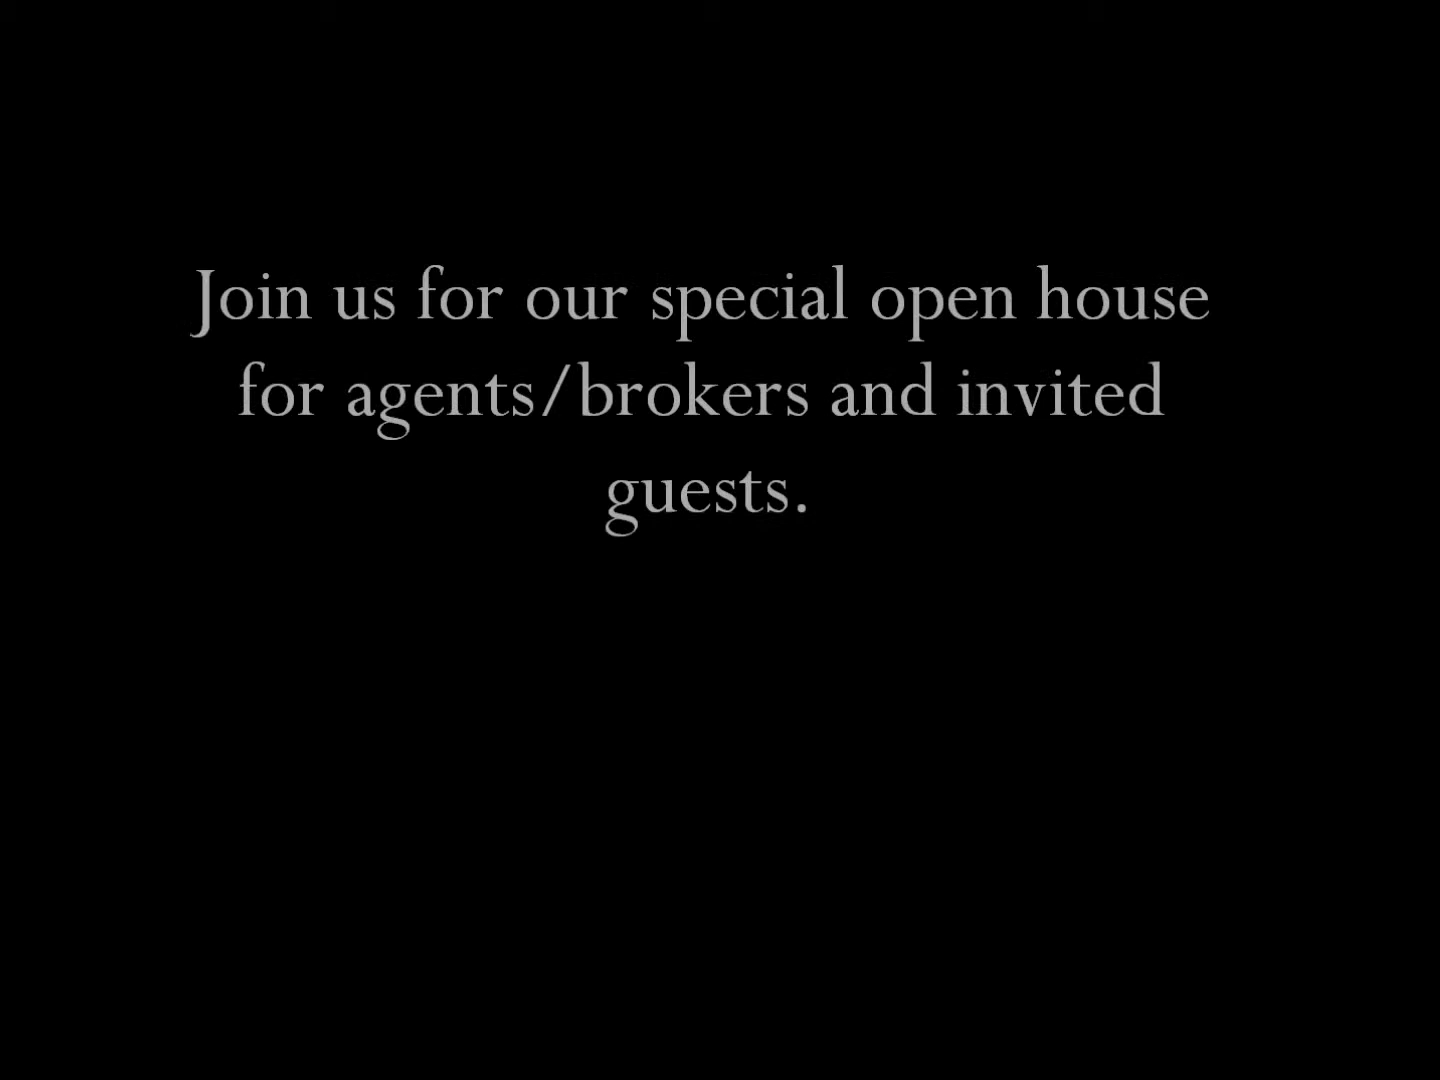 Join us for our special open house
for agents/brokers and invited
guests.